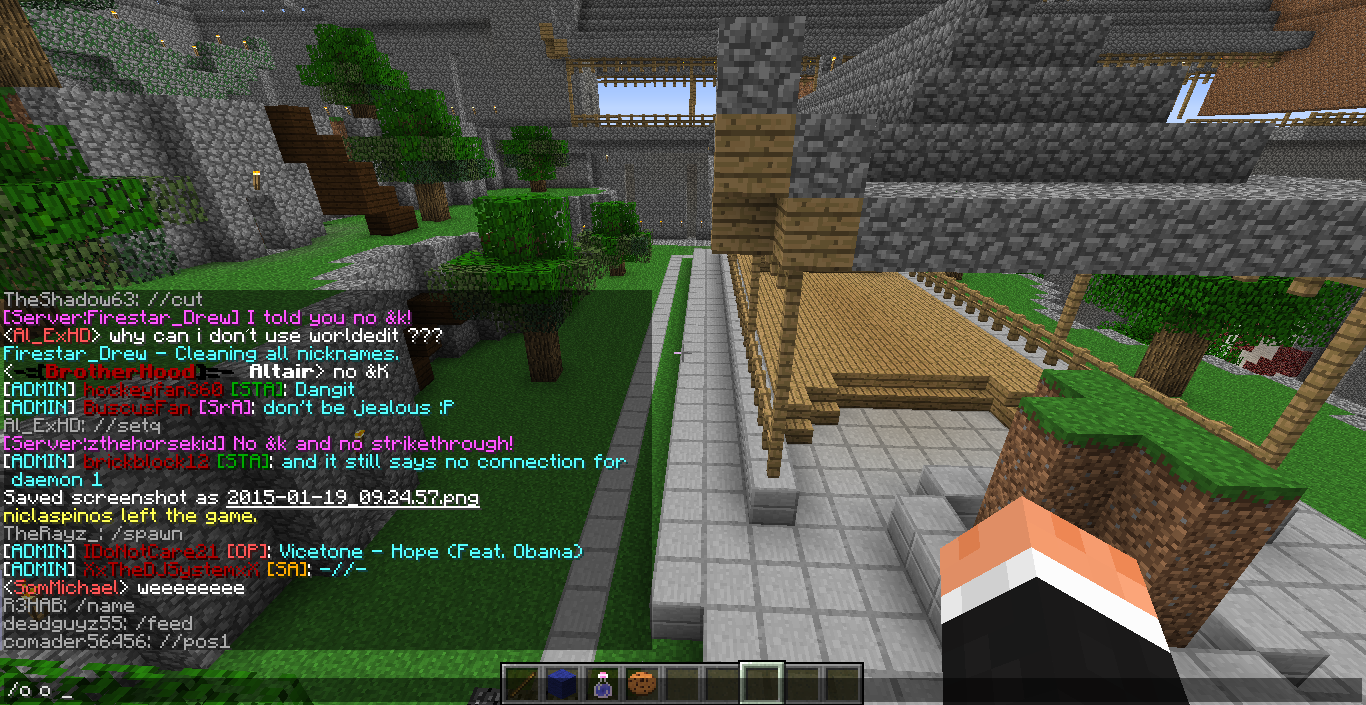 TheShadow63: //cut
[Server:Firestar_Drew] I told you no &k!
<Al_ExHD> why can i don't use worldedit ???
Firestar_Drew - Cleaning all nicknames.
<--[BrotherHood]-- Altair> no &K
[ADMIN] hockeyfan360 [STA]: Dangit
[ADMIN] BuscusFan [SrA]: don't be jealous :P
Al_ExHD: //setq
[Server:zthehorsekid] No &k and no strikethrough!
[ADMIN] brickblock12 [STA]: and it still says no connection for
daemon 1
Saved screenshot as 2015-01-19_09.24.57.png
niclaspinos left the game.
TheRayz_: /spawn
[ADMIN] IDoNotCare21 [OP]: Vicetone - Hope (Feat. Obama)
[ADMIN] XxTheDJSystemxX [SA]: -//-
<SamMichael> weeeeeeee
R3HAB: /name
deadguyz55: /feed
comader56456: //pos1
/o o _